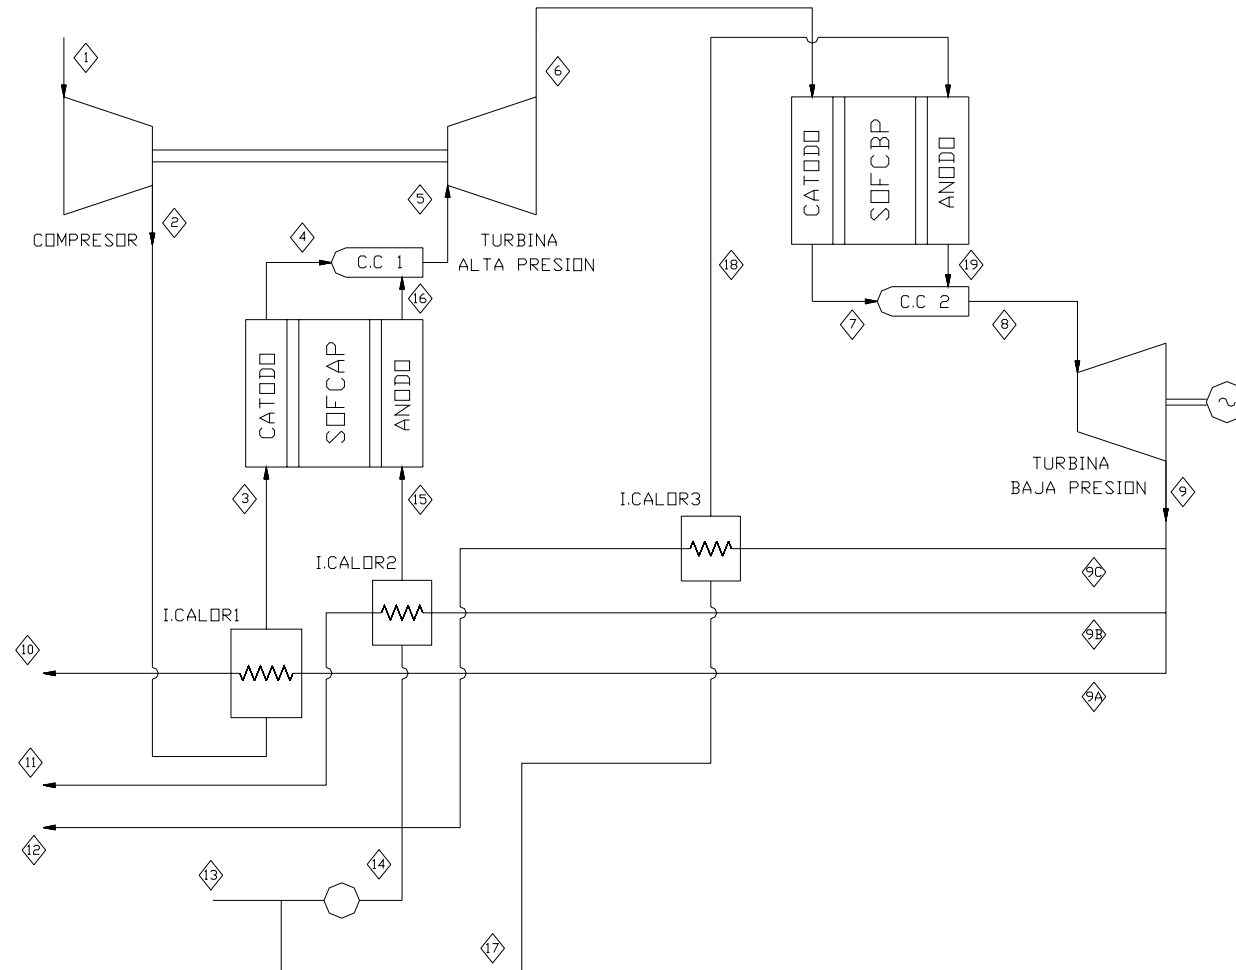 1
6
CATODO
SOFCBP
ANODO
5
2
COMPRESOR
4
TURBINA
ALTA PRESION
C.C 1
18
19
16
C.C 2
7
8
CATODO
SOFCAP
ANODO
TURBINA
BAJA PRESION
3
15
I.CALOR3
9
I.CALOR2
9C
I.CALOR1
9B
10
9A
11
12
13
14
17